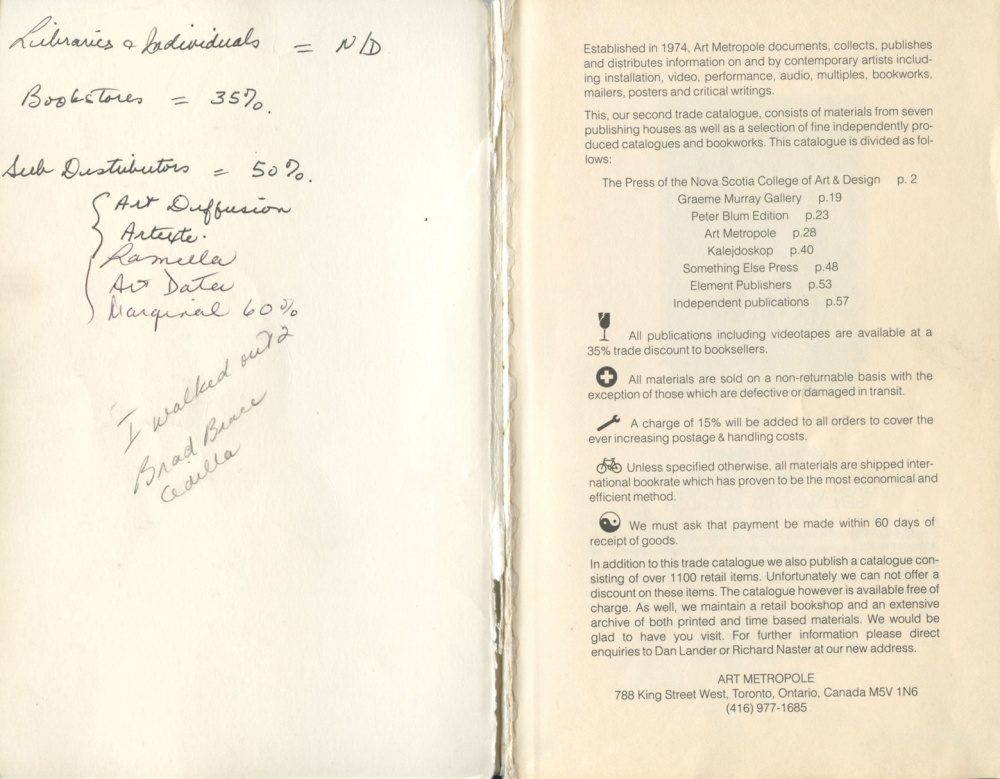 Libraries & Individuals = N/D
Bookstores = 35%.
Sub Distributors = 50%.
Art Duffusion
Artexte.
Ramella
Art Data
Marginal 60%
I walked out 2
Brad Brace
Cedilla
Established in 1974, Art Metropole documents, collects, publishes
and distributes information on and by contemporary artists includ-
ing installation, video, performance, audio, multiples, bookworks,
mailers, posters and critical writings.
This, our second trade catalogue, consists of materials from seven
publishing houses as well as a selection of fine independently pro-
duced catalogues and bookworks. This catalogue is divided as fol-
lows:
The Press of the Nova Scotia College of Art & Design p. 2
Graeme Murray Gallery p.19
Peter Blum Edition p.23
Art Metropole p.28
Kalejdoskop p.40
Something Else Press p.48
Element Publishers p.53
Independent publications p.57
All publications including videotapes are available at a
35% trade discount to booksellers.
All materials are sold on a non-returnable basis with the
exception of those which are defective or damaged in transit.
A charge of 15% will be added to all orders to cover the
ever increasing postage & handling costs.
Unless specified otherwise, all materials are shipped inter-
national bookrate which has proven to be the most economical and
efficient method.
We must ask that payment be made within 60 days of
receipt of goods.
In addition to this trade catalogue we also publish a catalogue con-
sisting of over 1100 retail items. Unfortunately we can not offer a
discount on these items. The catalogue however is available free of
charge. As well, we maintain a retail bookshop and an extensive
archive of both printed and time based materials. We would be
glad to have you visit. For further information please direct
enquiries to Dan Lander or Richard Naster at our new address.
ART METROPOLE
788 King Street West, Toronto, Ontario, Canada M5V 1N6
(416) 977-1685